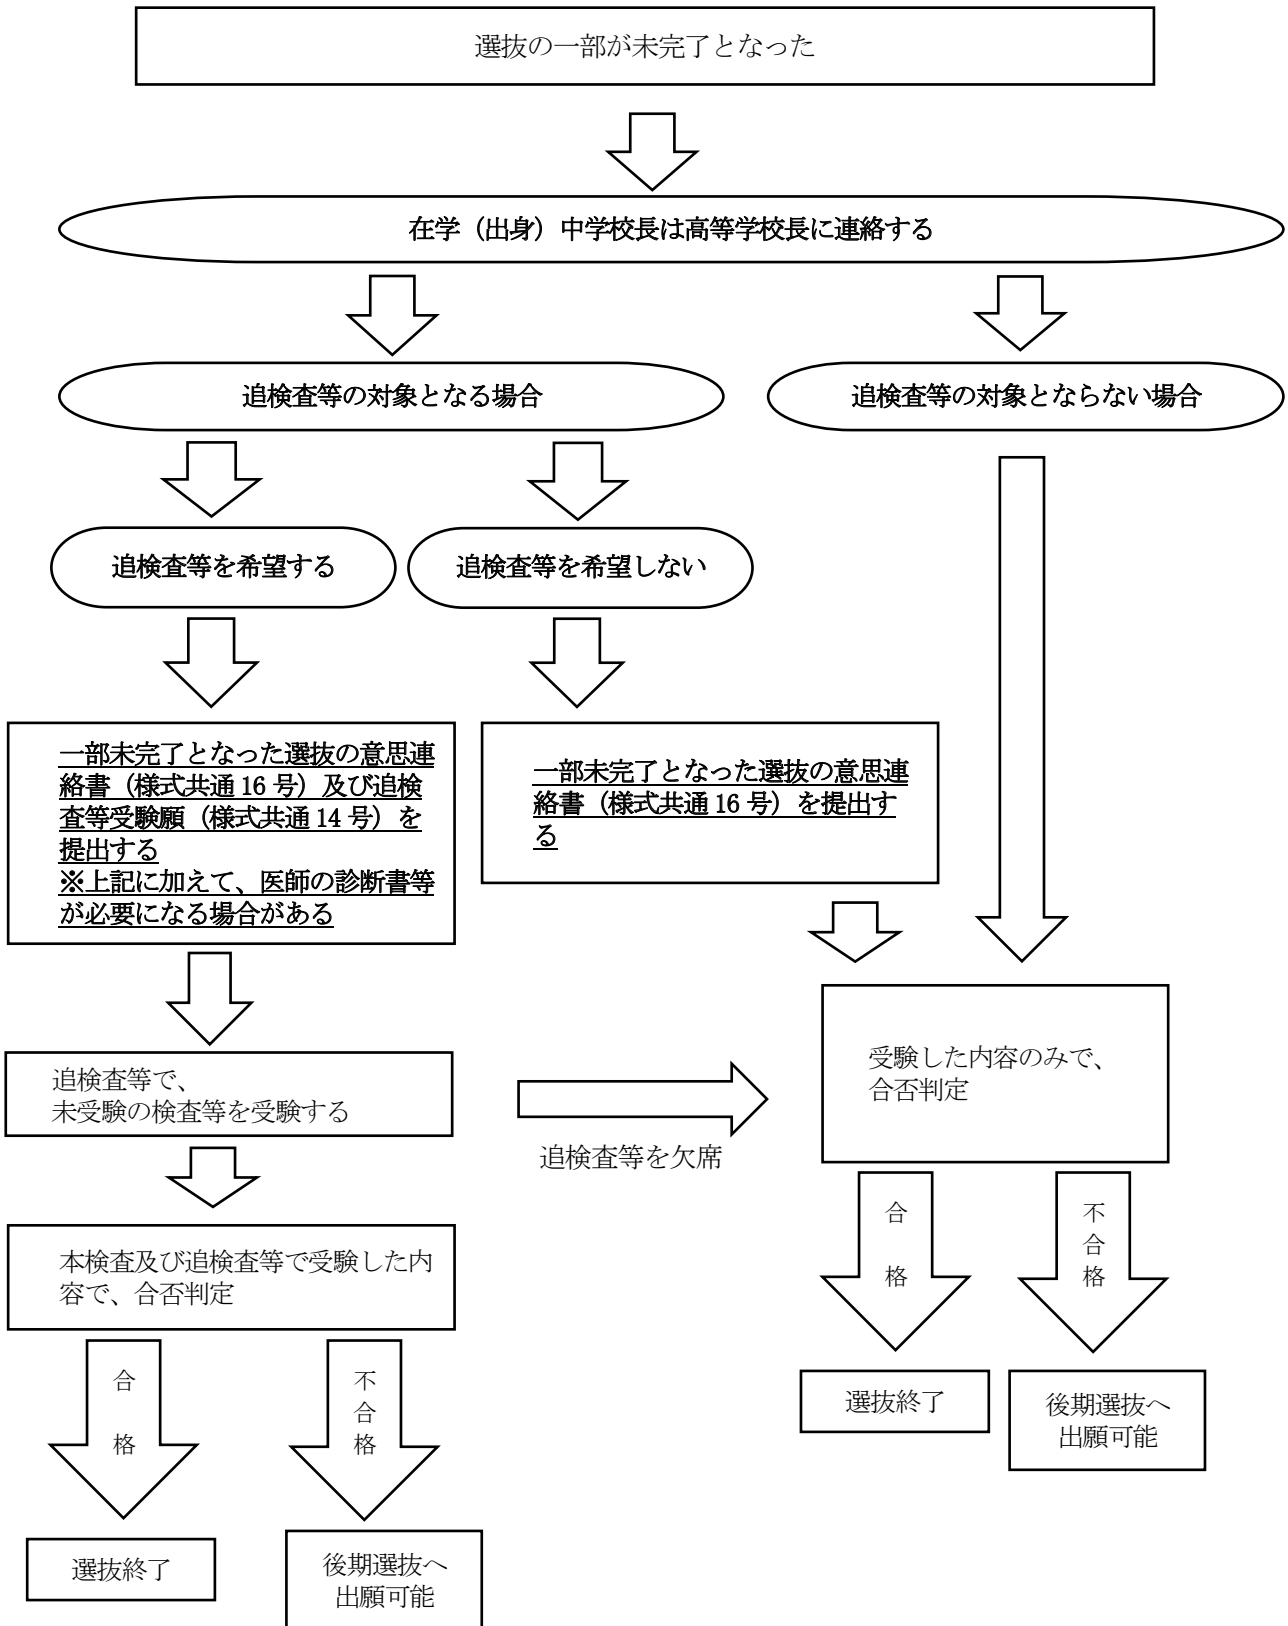 選抜の一部が未完了となった
在学（出身）中学校長は高等学校長に連絡する
追検査等の対象となる場合
追検査等の対象とならない場合
追検査等を希望する
追検査等を希望しない
一部未完了となった選抜の意思連
絡書（様式共通 16 号）及び追検
査等受験願（様式共通 14 号）を
提出する
※上記に加えて、医師の診断書等
が必要になる場合がある
一部未完了となった選抜の意思連
絡書（様式共通 16 号）を提出す
る
追検査等で、
未受験の検査等を受験する
追検査等を欠席
受験した内容のみで、
合否判定
本検査及び追検査等で受験した内
容で、合否判定
合格
不合格
選抜終了
後期選抜へ
出願可能
合格
不合格
選抜終了
後期選抜へ
出願可能